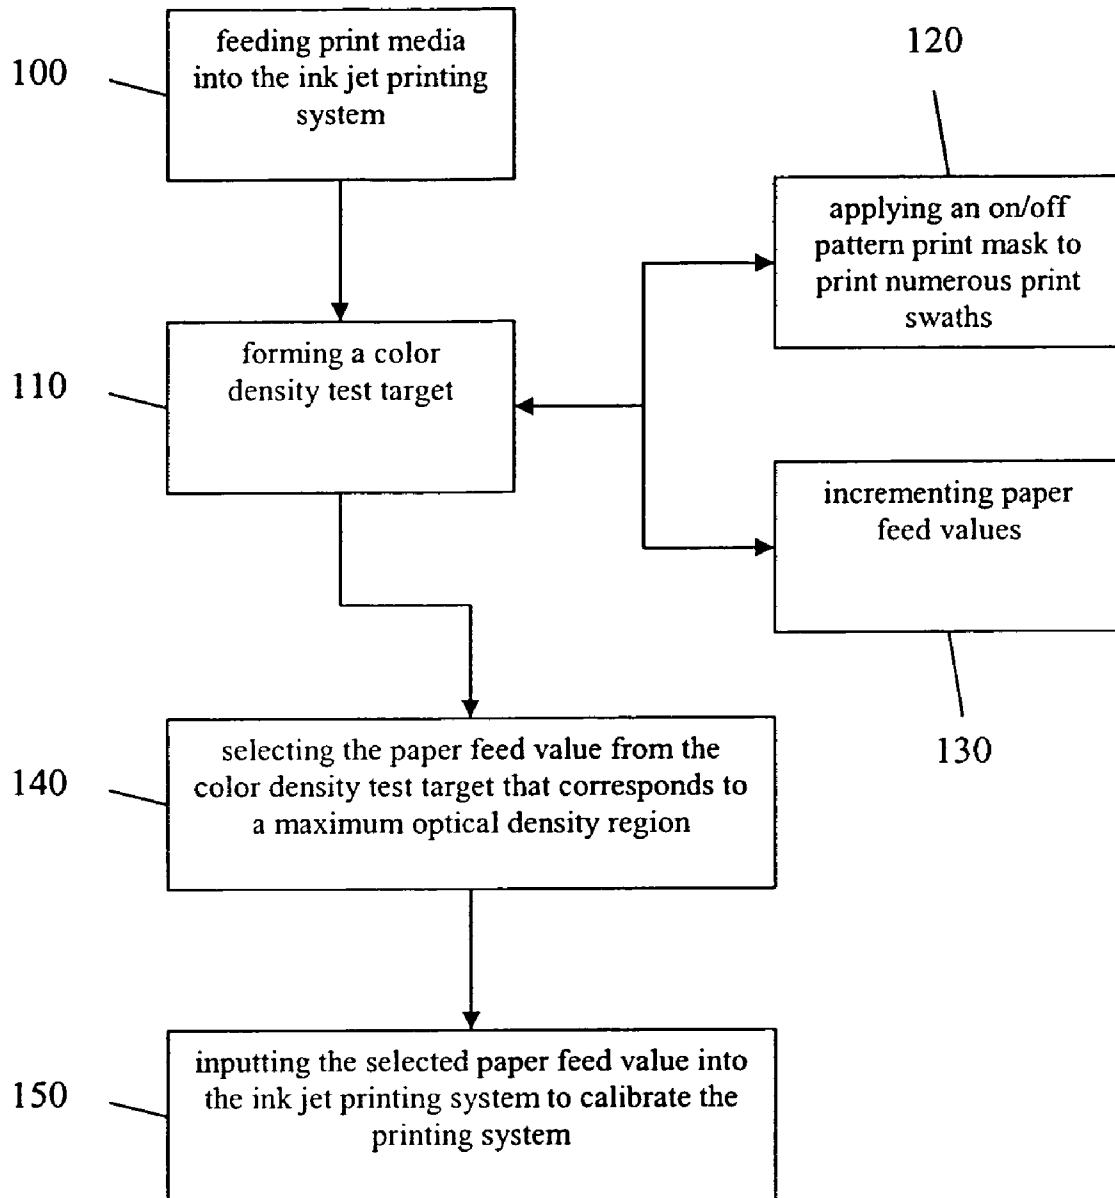 100
feeding print media
into the ink jet printing
system
120
applying an on/off
pattern print mask to
print numerous print
swaths
110
forming a color
density test target
incrementing paper
feed values
130
140
selecting the paper feed value from the
color density test target that corresponds to
a maximum optical density region
150
inputting the selected paper feed value into
the ink jet printing system to calibrate the
printing system